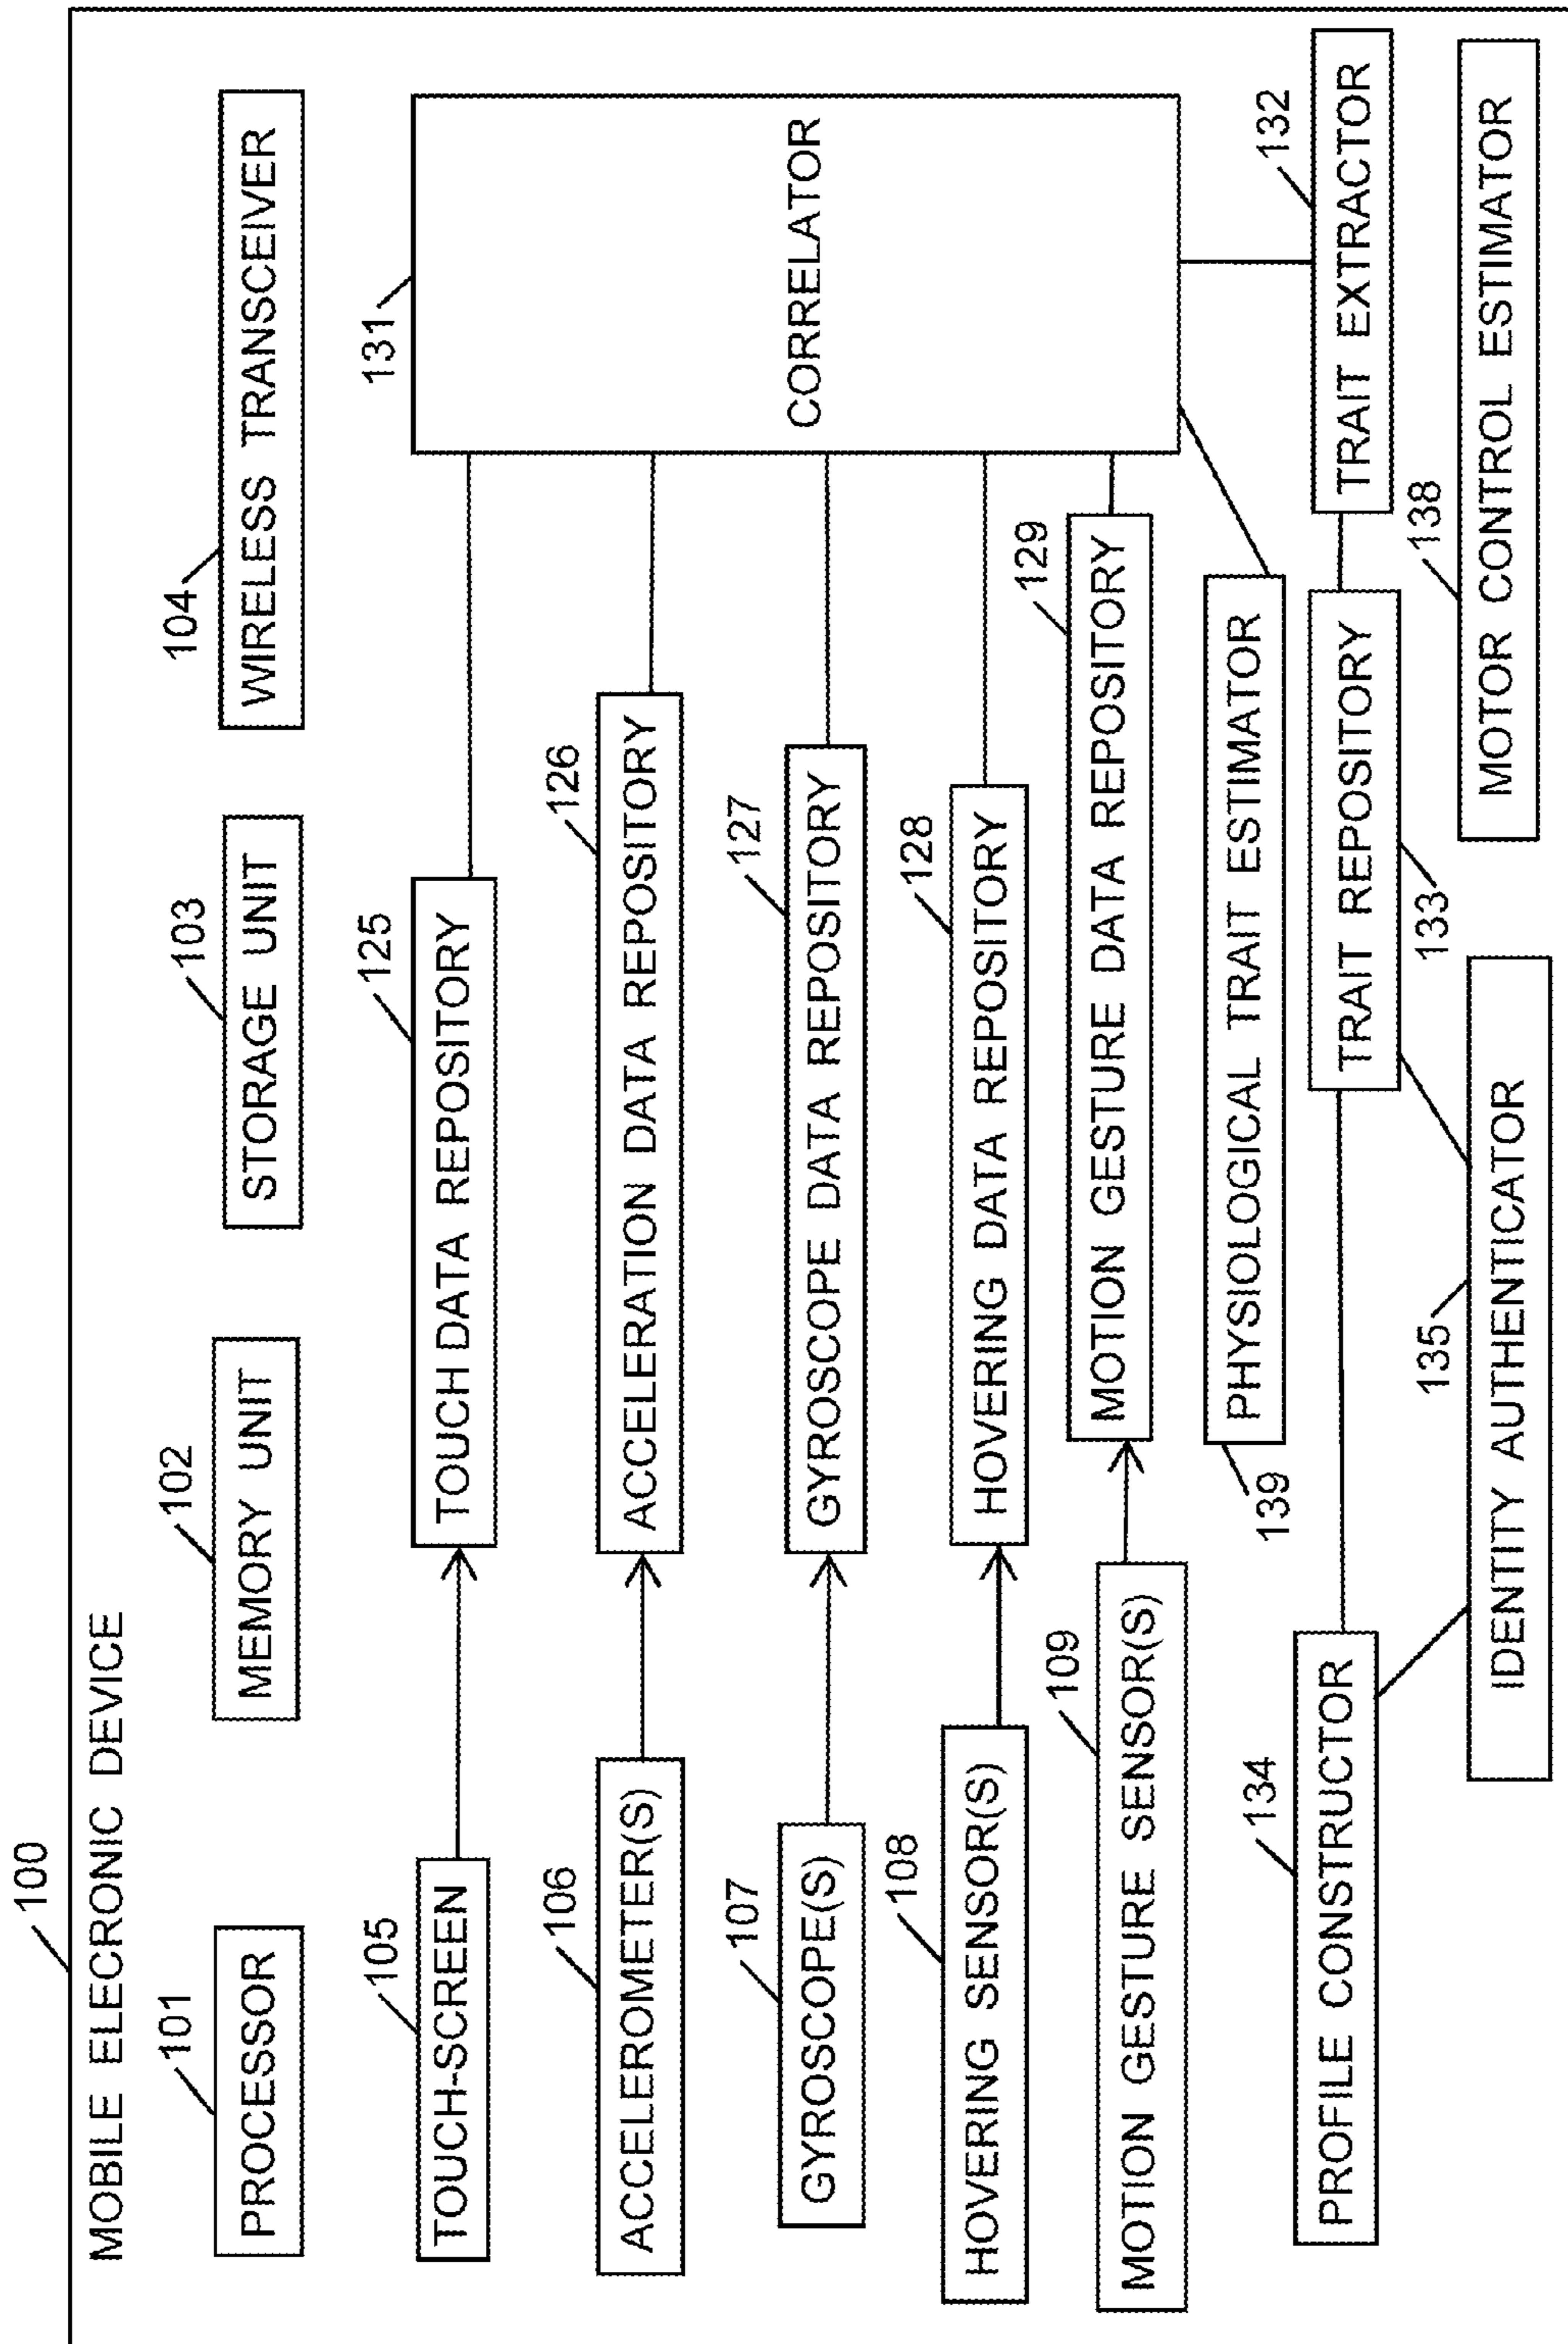 100
MOBILE ELECRONIC DEVICE
101
102
103
104
PROCESSOR
MEMORY UNIT
STORAGE UNIT
WIRELESS TRANSCEIVER
105
125
131
TOUCH-SCREEN
TOUCH DATA REPOSITORY
106
126
ACCELEROMETER(S)
ACCELERATION DATA REPOSITORY
107
127
GYROSCOPE(S)
GYROSCOPE DATA REPOSITORY
CORRELATOR
108
128
HOVERING SENSOR(S)
HOVERING DATA REPOSITORY
109
129
MOTION GESTURE SENSOR(S)
MOTION GESTURE DATA REPOSITORY
139
PHYSIOLOGICAL TRAIT ESTIMATOR
134
132
PROFILE CONSTRUCTOR
TRAIT REPOSITORY
TRAIT EXTRACTOR
135
133
138
IDENTITY AUTHENTICATOR
MOTOR CONTROL ESTIMATOR